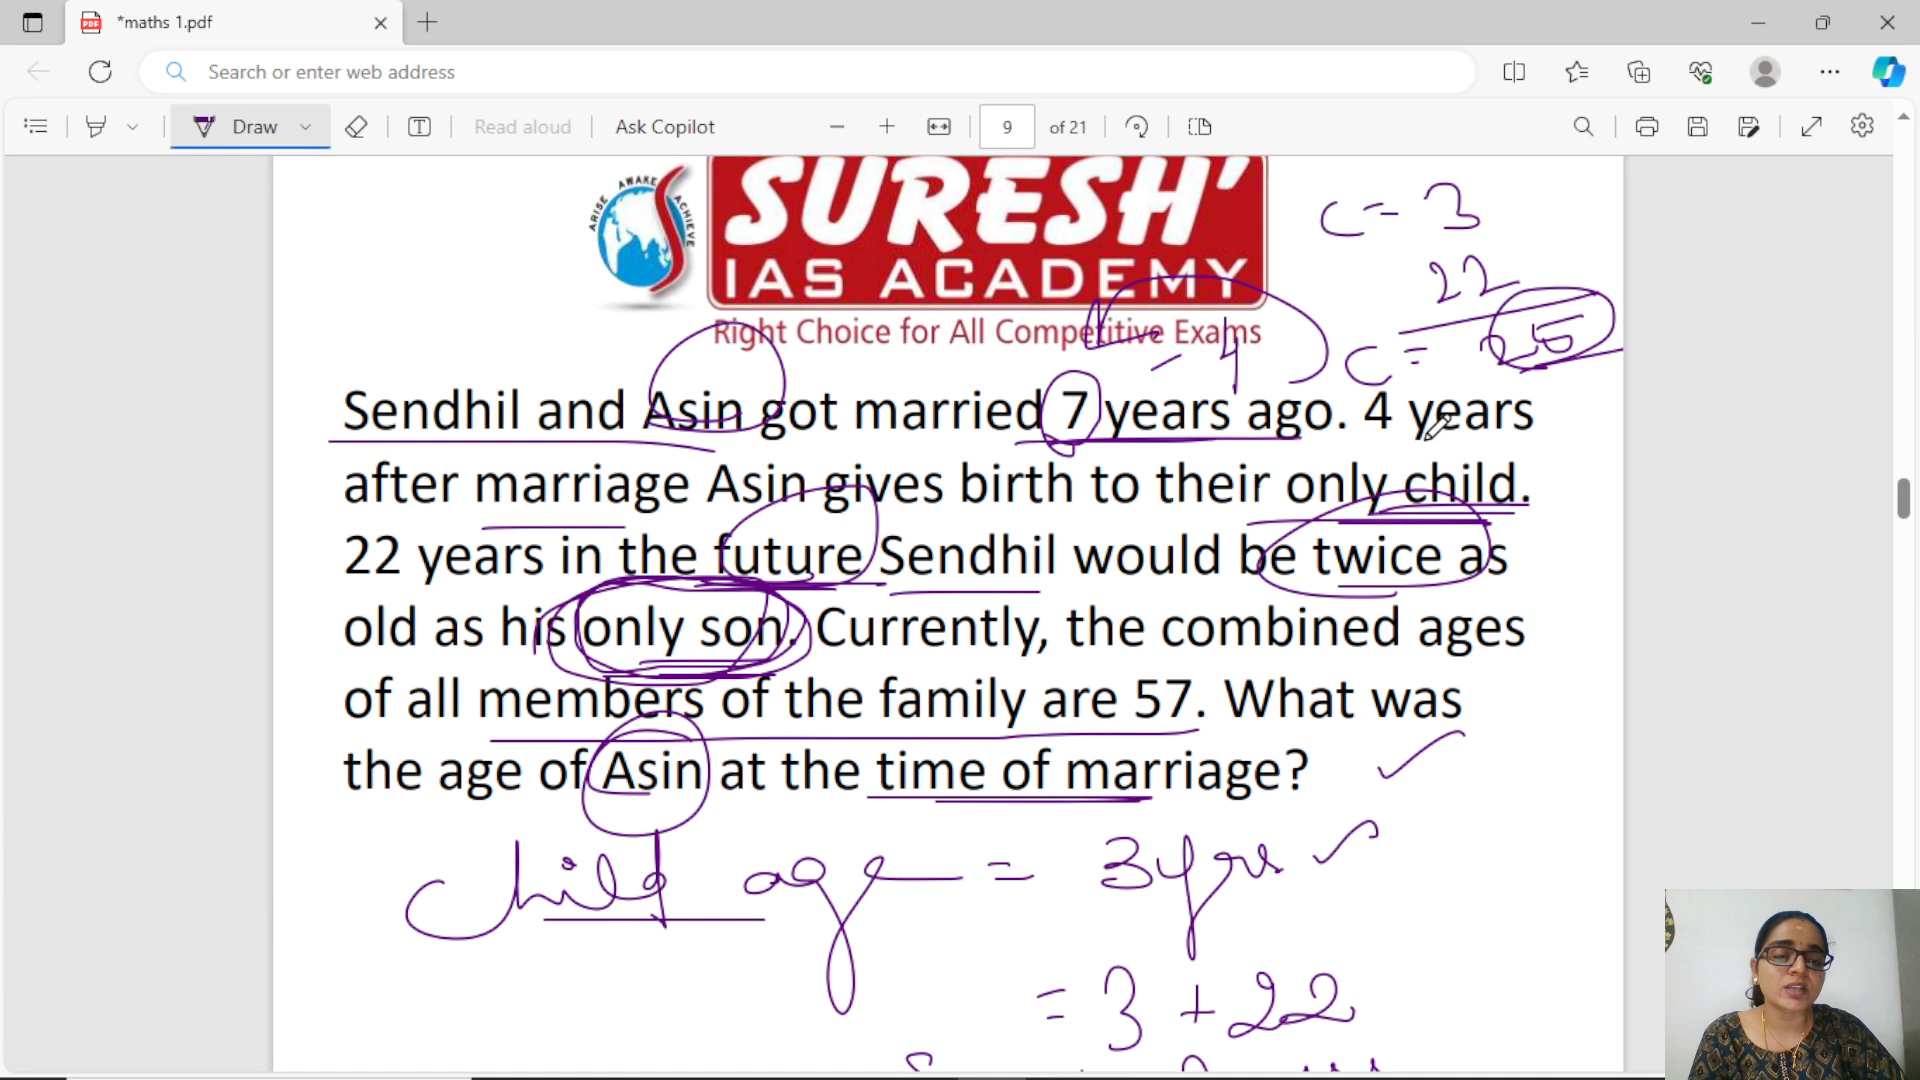 *maths 1.pdf
Search or enter web address
Draw
Read aloud
Ask Copilot
9
of 21
ARISE AWAKE ACHIEVE
SURESH'
IAS ACADEMY
Right Choice for All Competitive Exams
c = 3
22
c = 25
- 4
Sendhil and Asin got married 7 years ago. 4 years
after marriage Asin gives birth to their only child.
22 years in the future Sendhil would be twice as
old as his only son. Currently, the combined ages
of all members of the family are 57. What was
the age of Asin at the time of marriage?
Child age = 3yrs
= 3 + 22